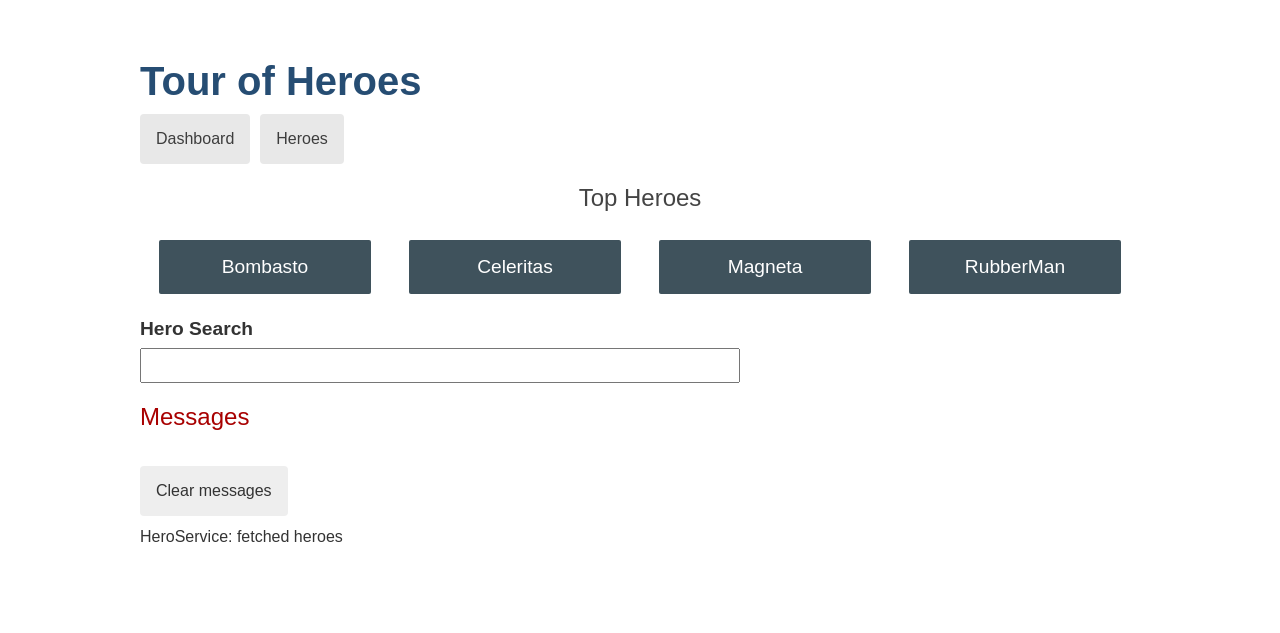 Tour of Heroes
Dashboard Heroes
Top Heroes
Bombasto Celeritas Magneta RubberMan
Hero Search
Messages
Clear messages
HeroService: fetched heroes